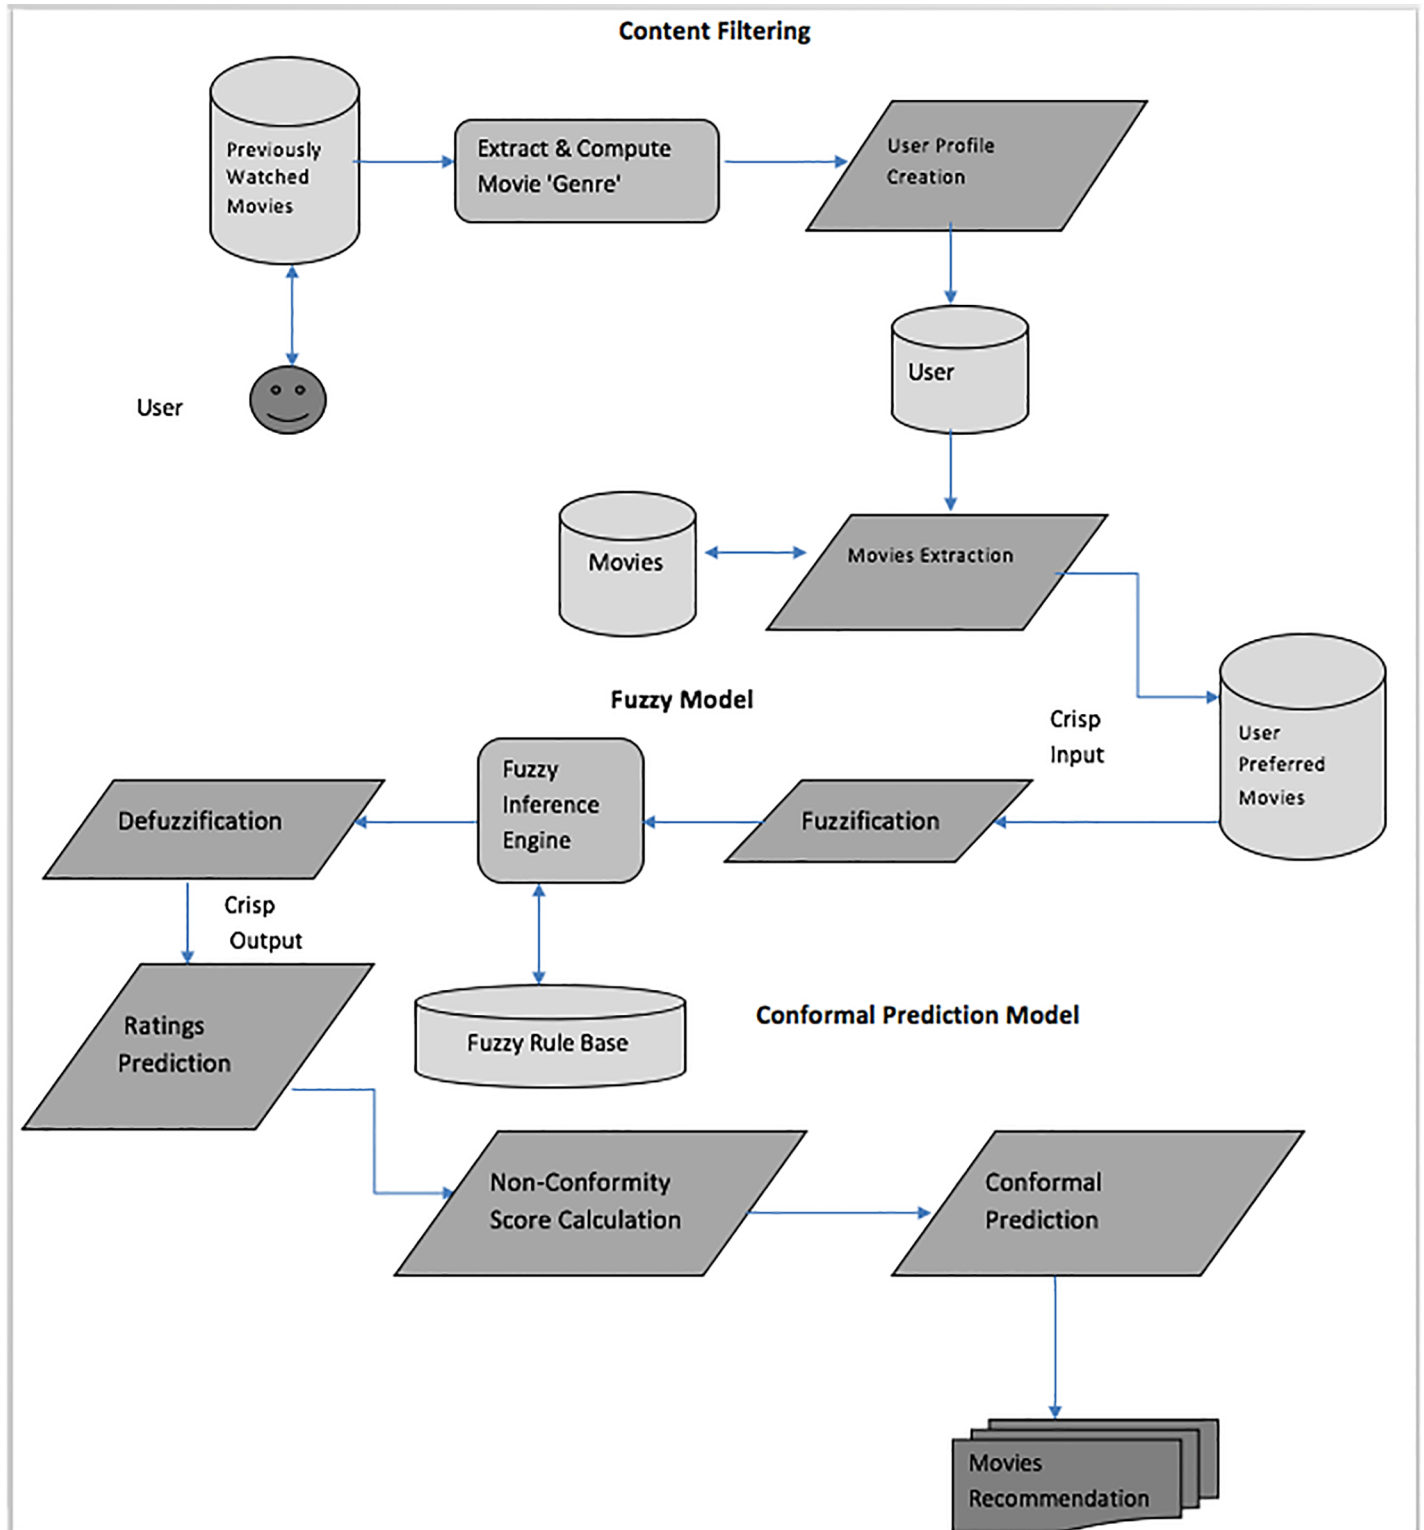 Content Filtering
Previously
Watched
Movies
Extract & Compute
Movie 'Genre'
User Profile
Creation
User
User
Movies
Movies Extraction
Fuzzy Model
Crisp
Input
User
Preferred
Movies
Fuzzification
Fuzzy
Inference
Engine
Defuzzification
Crisp
Output
Ratings
Prediction
Fuzzy Rule Base
Conformal Prediction Model
Non-Conformity
Score Calculation
Conformal
Prediction
Movies
Recommendation